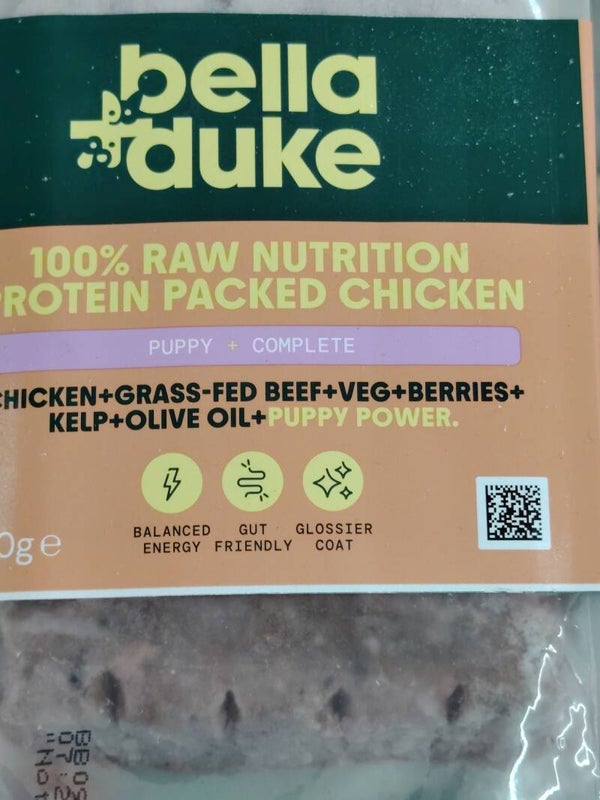 bella
+duke
100% RAW NUTRITION
PROTEIN PACKED CHICKEN
PUPPY + COMPLETE
CHICKEN+GRASS-FED BEEF+VEG+BERRIES+
KELP+OLIVE OIL+PUPPY POWER.
BALANCED ENERGY
GUT FRIENDLY
GLOSSIER COAT
0g e